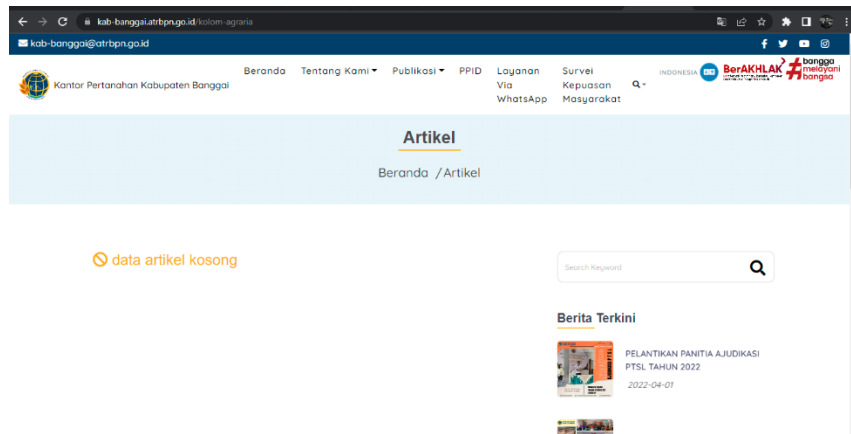 kab-banggai.atrbpn.go.id/kolom-agraria
kab-banggai@atrbpn.go.id
Kantor Pertanahan Kabupaten Banggai
Beranda
Tentang Kami
Publikasi
PPID
Layanan
Via
WhatsApp
Survei
Kepuasan
Masyarakat
INDONESIA
BerAKHLAK
#bangga
melayani
bangsa
Artikel
Beranda /Artikel
data artikel kosong
Search Keyword
Berita Terkini
PELANTIKAN PANITIA AJUDIKASI
PTSL TAHUN 2022
2022-04-01